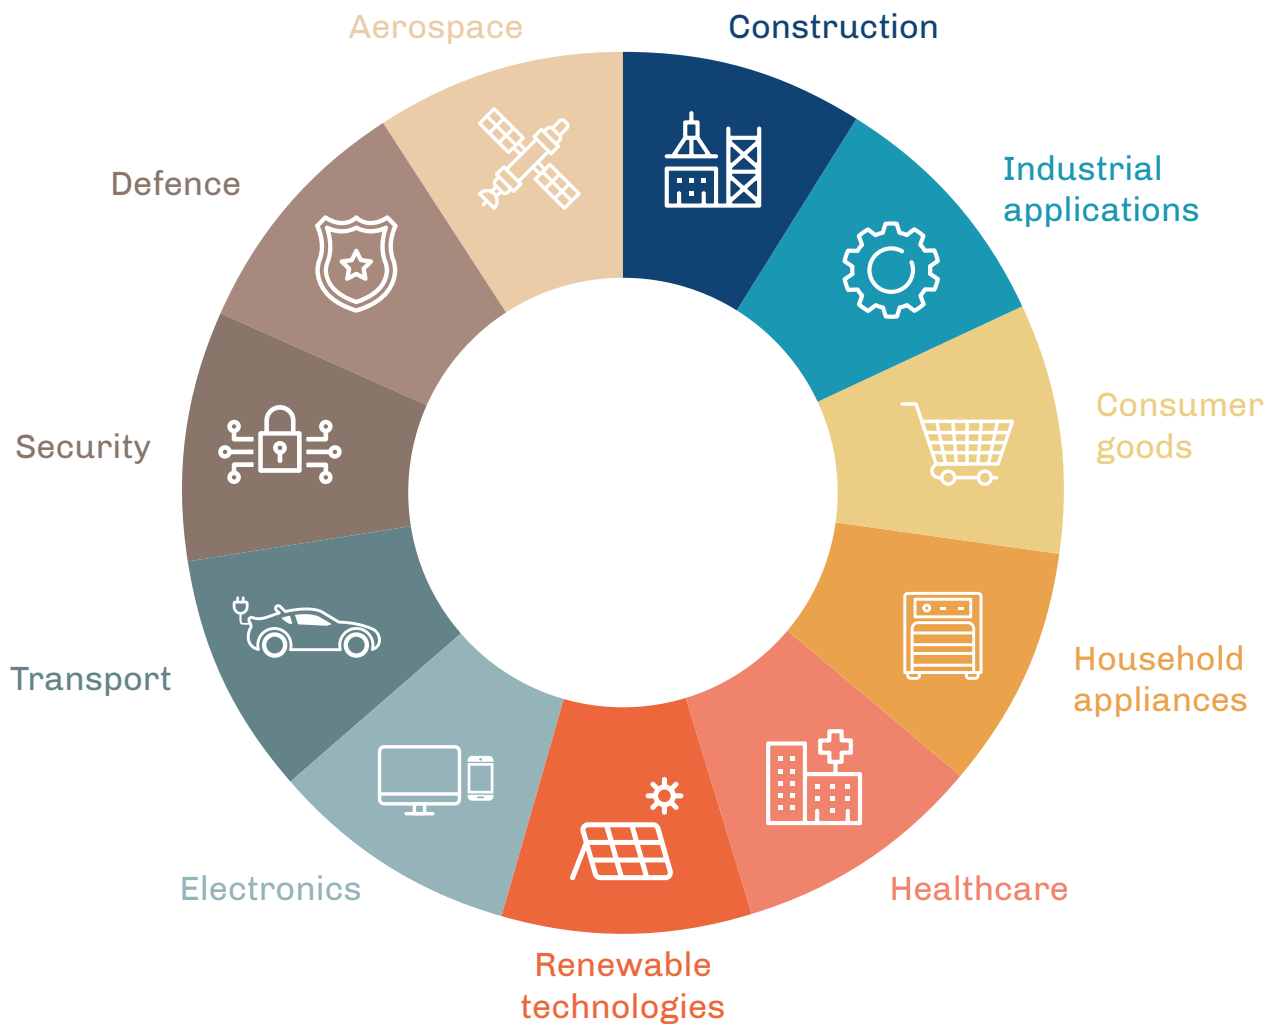 Aerospace
Construction
Industrial
applications
Consumer
goods
Household
appliances
Healthcare
Renewable
technologies
Electronics
Transport
Security
Defence